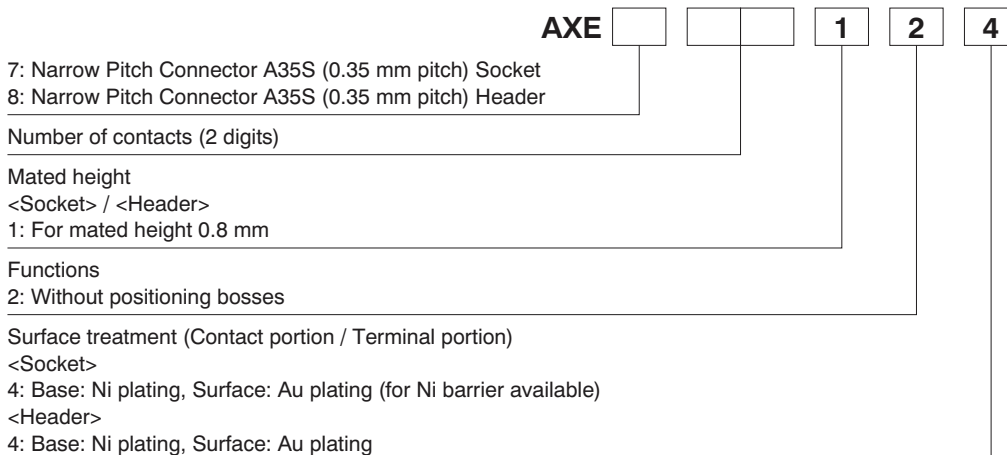 AXE 1 2 4
7: Narrow Pitch Connector A35S (0.35 mm pitch) Socket
8: Narrow Pitch Connector A35S (0.35 mm pitch) Header
Number of contacts (2 digits)
Mated height
<Socket> / <Header>
1: For mated height 0.8 mm
Functions
2: Without positioning bosses
Surface treatment (Contact portion / Terminal portion)
<Socket>
4: Base: Ni plating, Surface: Au plating (for Ni barrier available)
<Header>
4: Base: Ni plating, Surface: Au plating